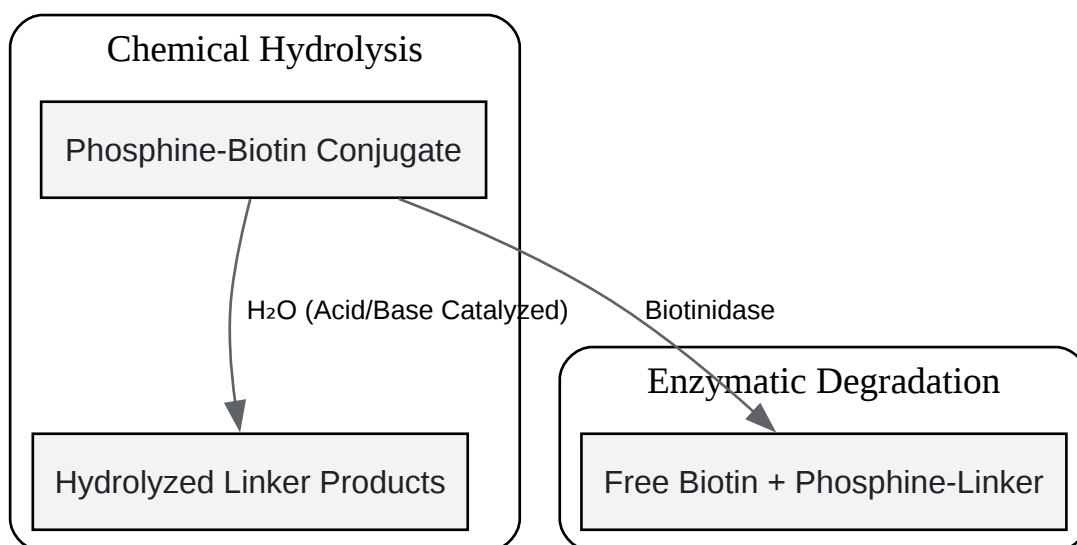 Chemical Hydrolysis
Phosphine-Biotin Conjugate
H₂O (Acid/Base Catalyzed)
Biotinidase
Enzymatic Degradation
Hydrolyzed Linker Products
Free Biotin + Phosphine-Linker